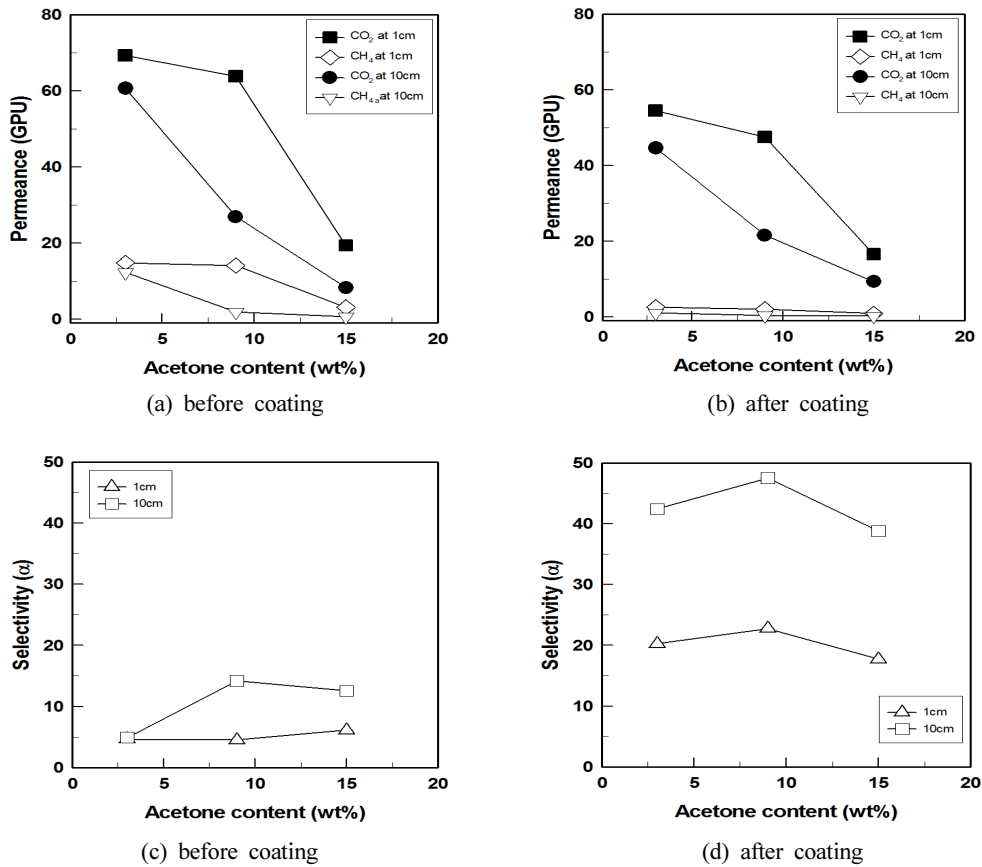 80
60
40
20
0
Permeance (GPU)
CO2 at 1cm
CH4 at 1cm
CO2 at 10cm
CH4 a at 10cm
0 5 10 15 20
Acetone content (wt%)
(a) before coating
80
60
40
20
0
Permeance (GPU)
CO2 at 1cm
CH4 at 1cm
CO2 at 10cm
CH4 at 10cm
0 5 10 15 20
Acetone content (wt%)
(b) after coating
50
40
30
20
10
0
Selectivity (α)
1cm
10cm
0 5 10 15 20
Acetone content (wt%)
(c) before coating
50
40
30
20
10
0
Selectivity (α)
1cm
10cm
0 5 10 15 20
Acetone content (wt%)
(d) after coating